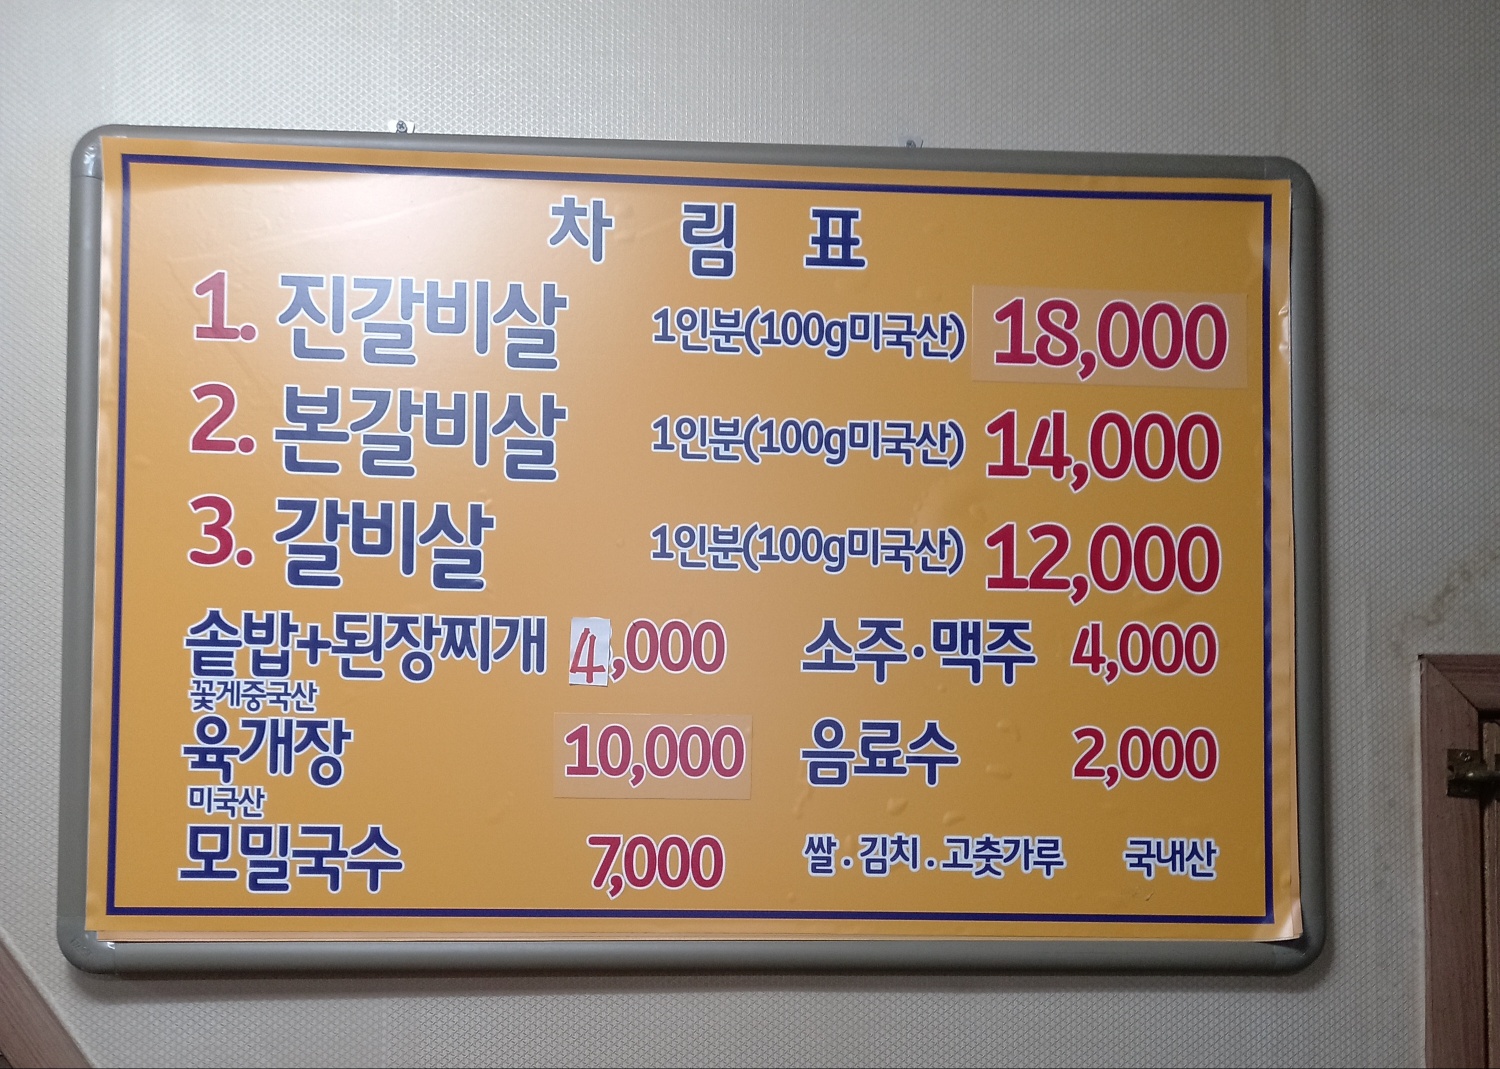 차 림 표
1. 진갈비살 1인분(100g미국산) 18,000
2. 본갈비살 1인분(100g미국산) 14,000
3. 갈비살 1인분(100g미국산) 12,000
솥밥+된장찌개 4,000 소주·맥주 4,000
꽃게중국산
육개장 10,000 음료수 2,000
미국산
모밀국수 7,000 쌀.김치.고춧가루 국내산